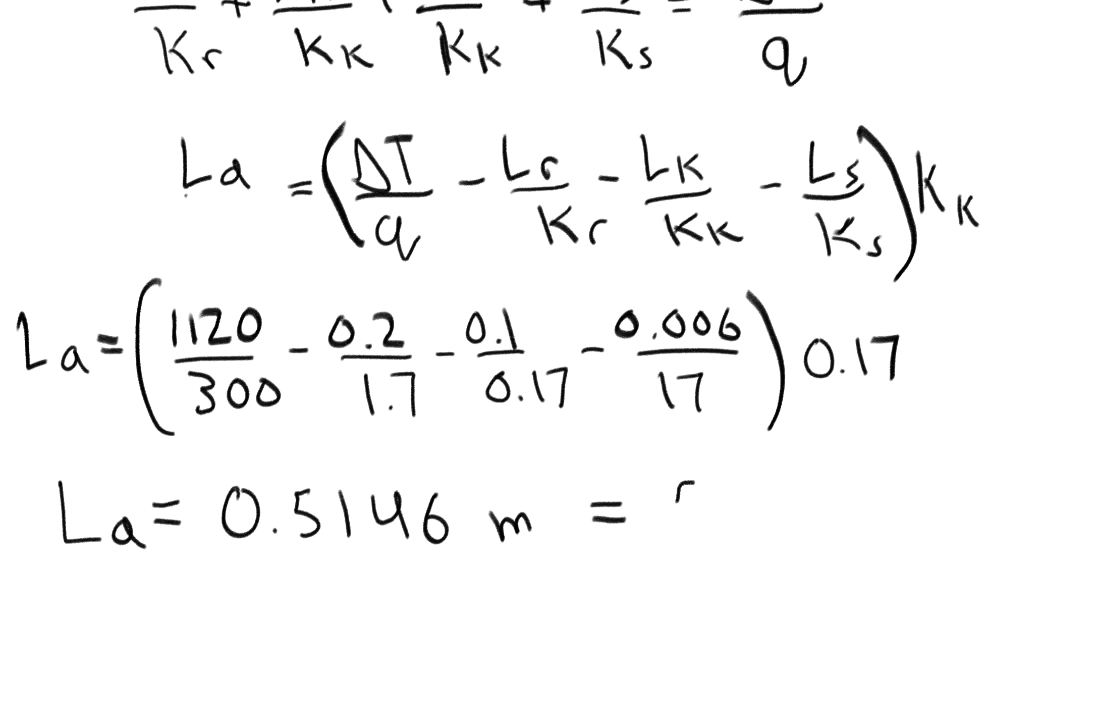 Kr + KK + KK + Ks = q
La = (ΔT/q - Lr/Kr - LK/KK - Ls/Ks) KK
La = (1120/300 - 0.2/1.7 - 0.1/0.17 - 0.006/17) 0.17
La = 0.5146 m =